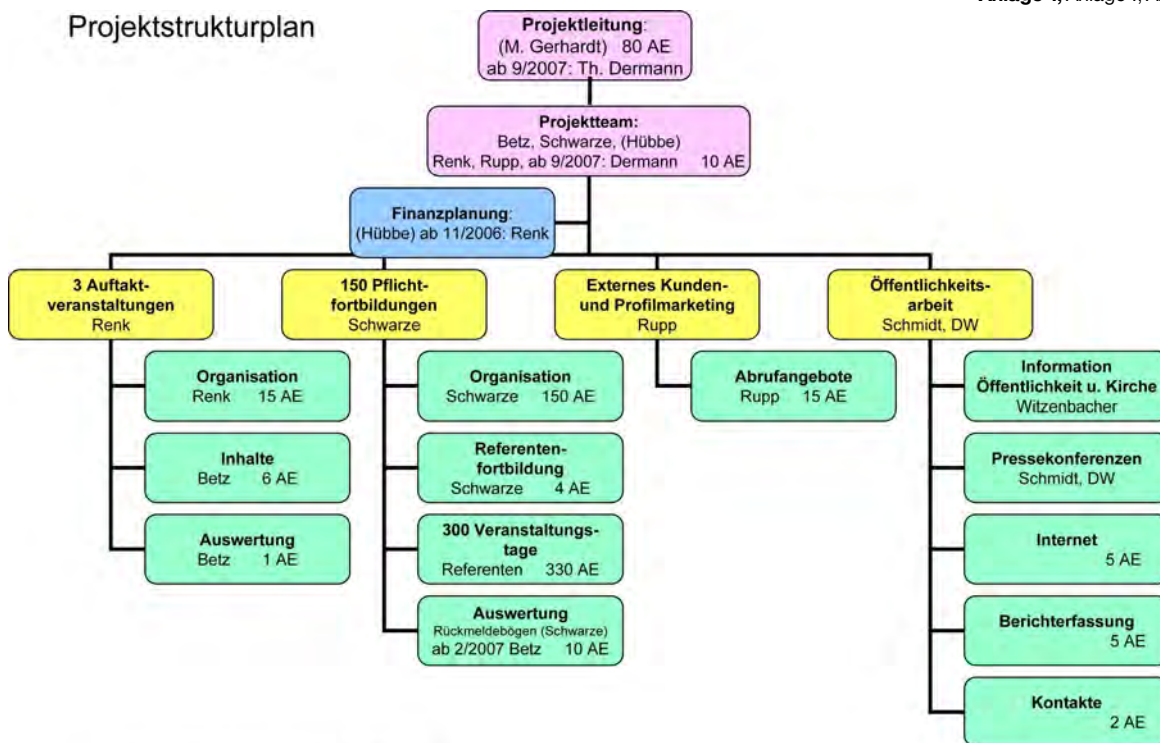 Projektstrukturplan
Projektleitung:
(M. Gerhardt) 80 AE
ab 9/2007: Th. Dermann
Projektteam:
Betz, Schwarze, (Hübbe)
Renk, Rupp, ab 9/2007: Dermann 10 AE
Finanzplanung:
(Hübbe) ab 11/2006: Renk
3 Auftakt-
veranstaltungen
Renk
150 Pflicht-
fortbildungen
Schwarze
Externes Kunden-
und Profilmarketing
Rupp
Öffentlichkeits-
arbeit
Schmidt, DW
Organisation
Renk 15 AE
Inhalte
Betz 6 AE
Auswertung
Betz 1 AE
Organisation
Schwarze 150 AE
Referenten-
fortbildung
Schwarze 4 AE
300 Veranstaltungs-
tage
Referenten 330 AE
Auswertung
Rückmeldebögen (Schwarze)
ab 2/2007 Betz 10 AE
Abrufangebote
Rupp 15 AE
Information
Öffentlichkeit u. Kirche
Witzenbacher
Pressekonferenzen
Schmidt, DW
Internet
5 AE
Berichterfassung
5 AE
Kontakte
2 AE